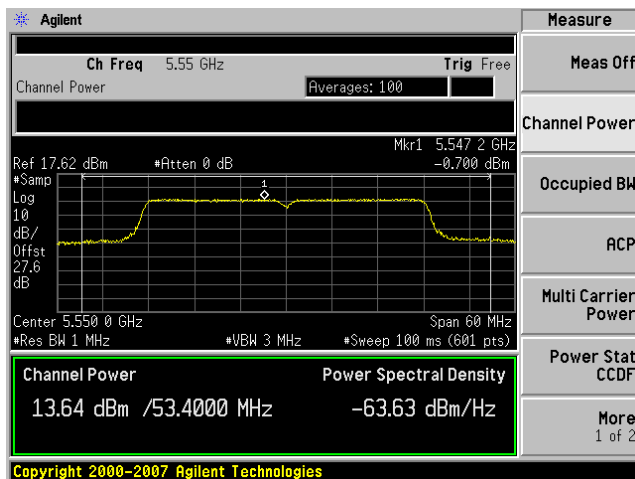 Agilent
Measure
Ch Freq 5.55 GHz Trig Free
Channel Power Averages: 100
Mkr1 5.547 2 GHz
Ref 17.62 dBm #Atten 0 dB -0.700 dBm
#Samp
Log
10
dB/
Offst
27.6
dB
1
Center 5.550 0 GHz Span 60 MHz
#Res BW 1 MHz #VBW 3 MHz #Sweep 100 ms (601 pts)
Channel Power Power Spectral Density
13.64 dBm /53.4000 MHz -63.63 dBm/Hz
Copyright 2000-2007 Agilent Technologies
Meas Off
Channel Power
Occupied BW
ACP
Multi Carrier
Power
Power Stat
CCDF
More
1 of 2